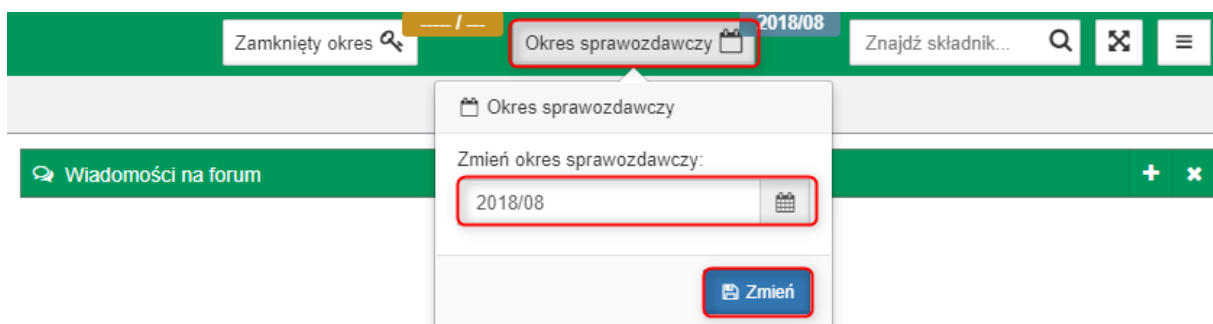 Zamknięty okres
----- / ---
Okres sprawozdawczy
2018/08
Znajdź składnik...
Okres sprawozdawczy
Zmień okres sprawozdawczy:
Wiadomości na forum
2018/08
Zmień